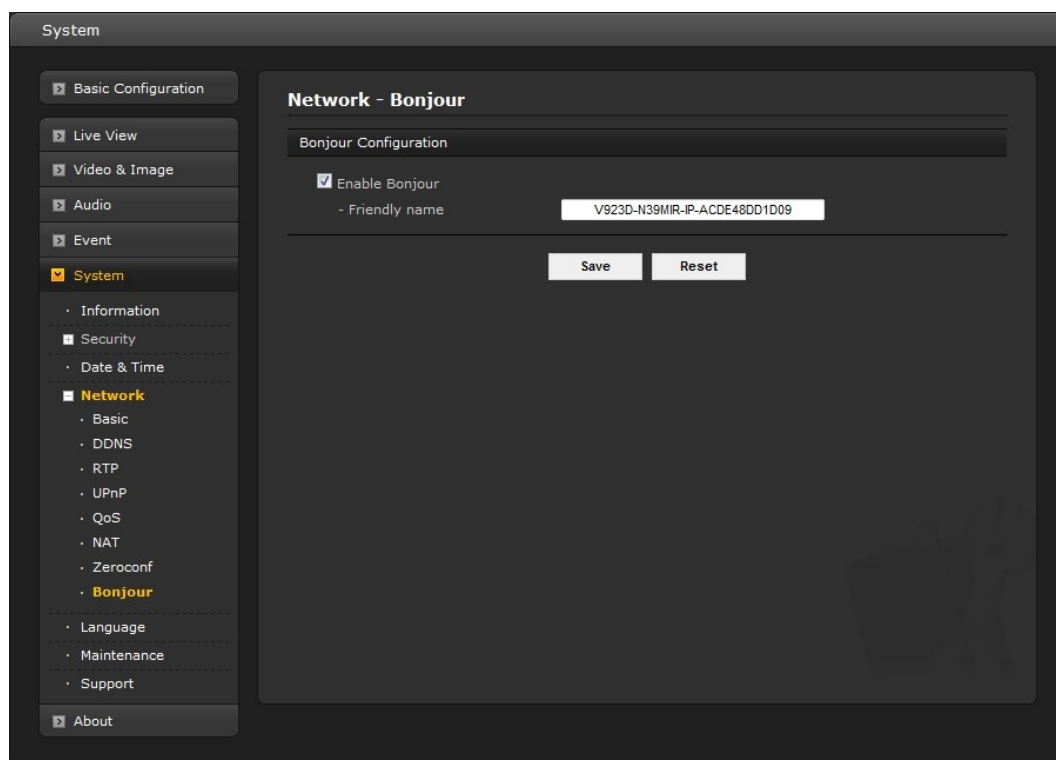 System
Basic Configuration
Live View
Video & Image
Audio
Event
System
· Information
Security
· Date & Time
Network
· Basic
· DDNS
· RTP
· UPnP
· QoS
· NAT
· Zeroconf
· Bonjour
· Language
· Maintenance
· Support
About
Network - Bonjour
Bonjour Configuration
Enable Bonjour
- Friendly name V923D-N39MIR-IP-ACDE48DD1D09
Save Reset